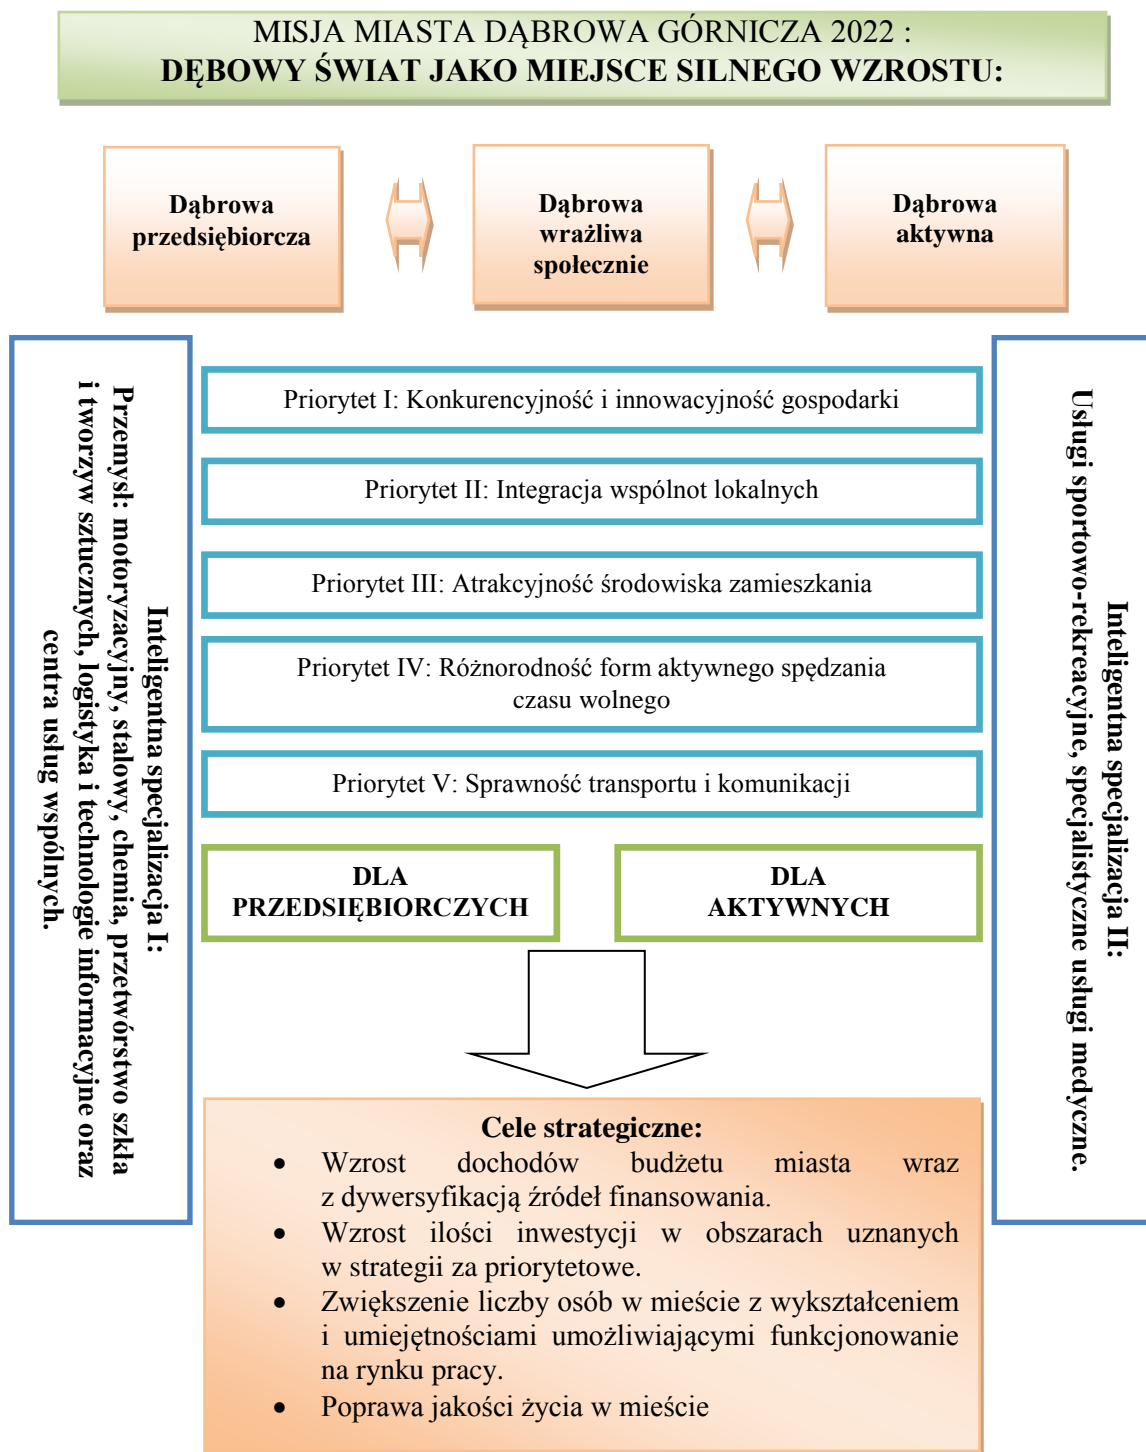 MISJA MIASTA DĄBROWA GÓRNICZA 2022 :
DĘBOWY ŚWIAT JAKO MIEJSCE SILNEGO WZROSTU:
Dąbrowa
przedsiębiorcza
Dąbrowa
wrażliwa
społecznie
Dąbrowa
aktywna
Inteligentna specjalizacja I:
Przemysł: motoryzacyjny, stalowy, chemia, przetwórstwo szkła
i tworzyw sztucznych, logistyka i technologie informacyjne oraz
centra usług wspólnych.
Priorytet I: Konkurencyjność i innowacyjność gospodarki
Priorytet II: Integracja wspólnot lokalnych
Priorytet III: Atrakcyjność środowiska zamieszkania
Priorytet IV: Różnorodność form aktywnego spędzania
czasu wolnego
Priorytet V: Sprawność transportu i komunikacji
DLA
PRZEDSIĘBIORCZYCH
DLA
AKTYWNYCH
Inteligentna specjalizacja II:
Usługi sportowo-rekreacyjne, specjalistyczne usługi medyczne.
Cele strategiczne:
• Wzrost dochodów budżetu miasta wraz
z dywersyfikacją źródeł finansowania.
• Wzrost ilości inwestycji w obszarach uznanych
w strategii za priorytetowe.
• Zwiększenie liczby osób w mieście z wykształceniem
i umiejętnościami umożliwiającymi funkcjonowanie
na rynku pracy.
• Poprawa jakości życia w mieście